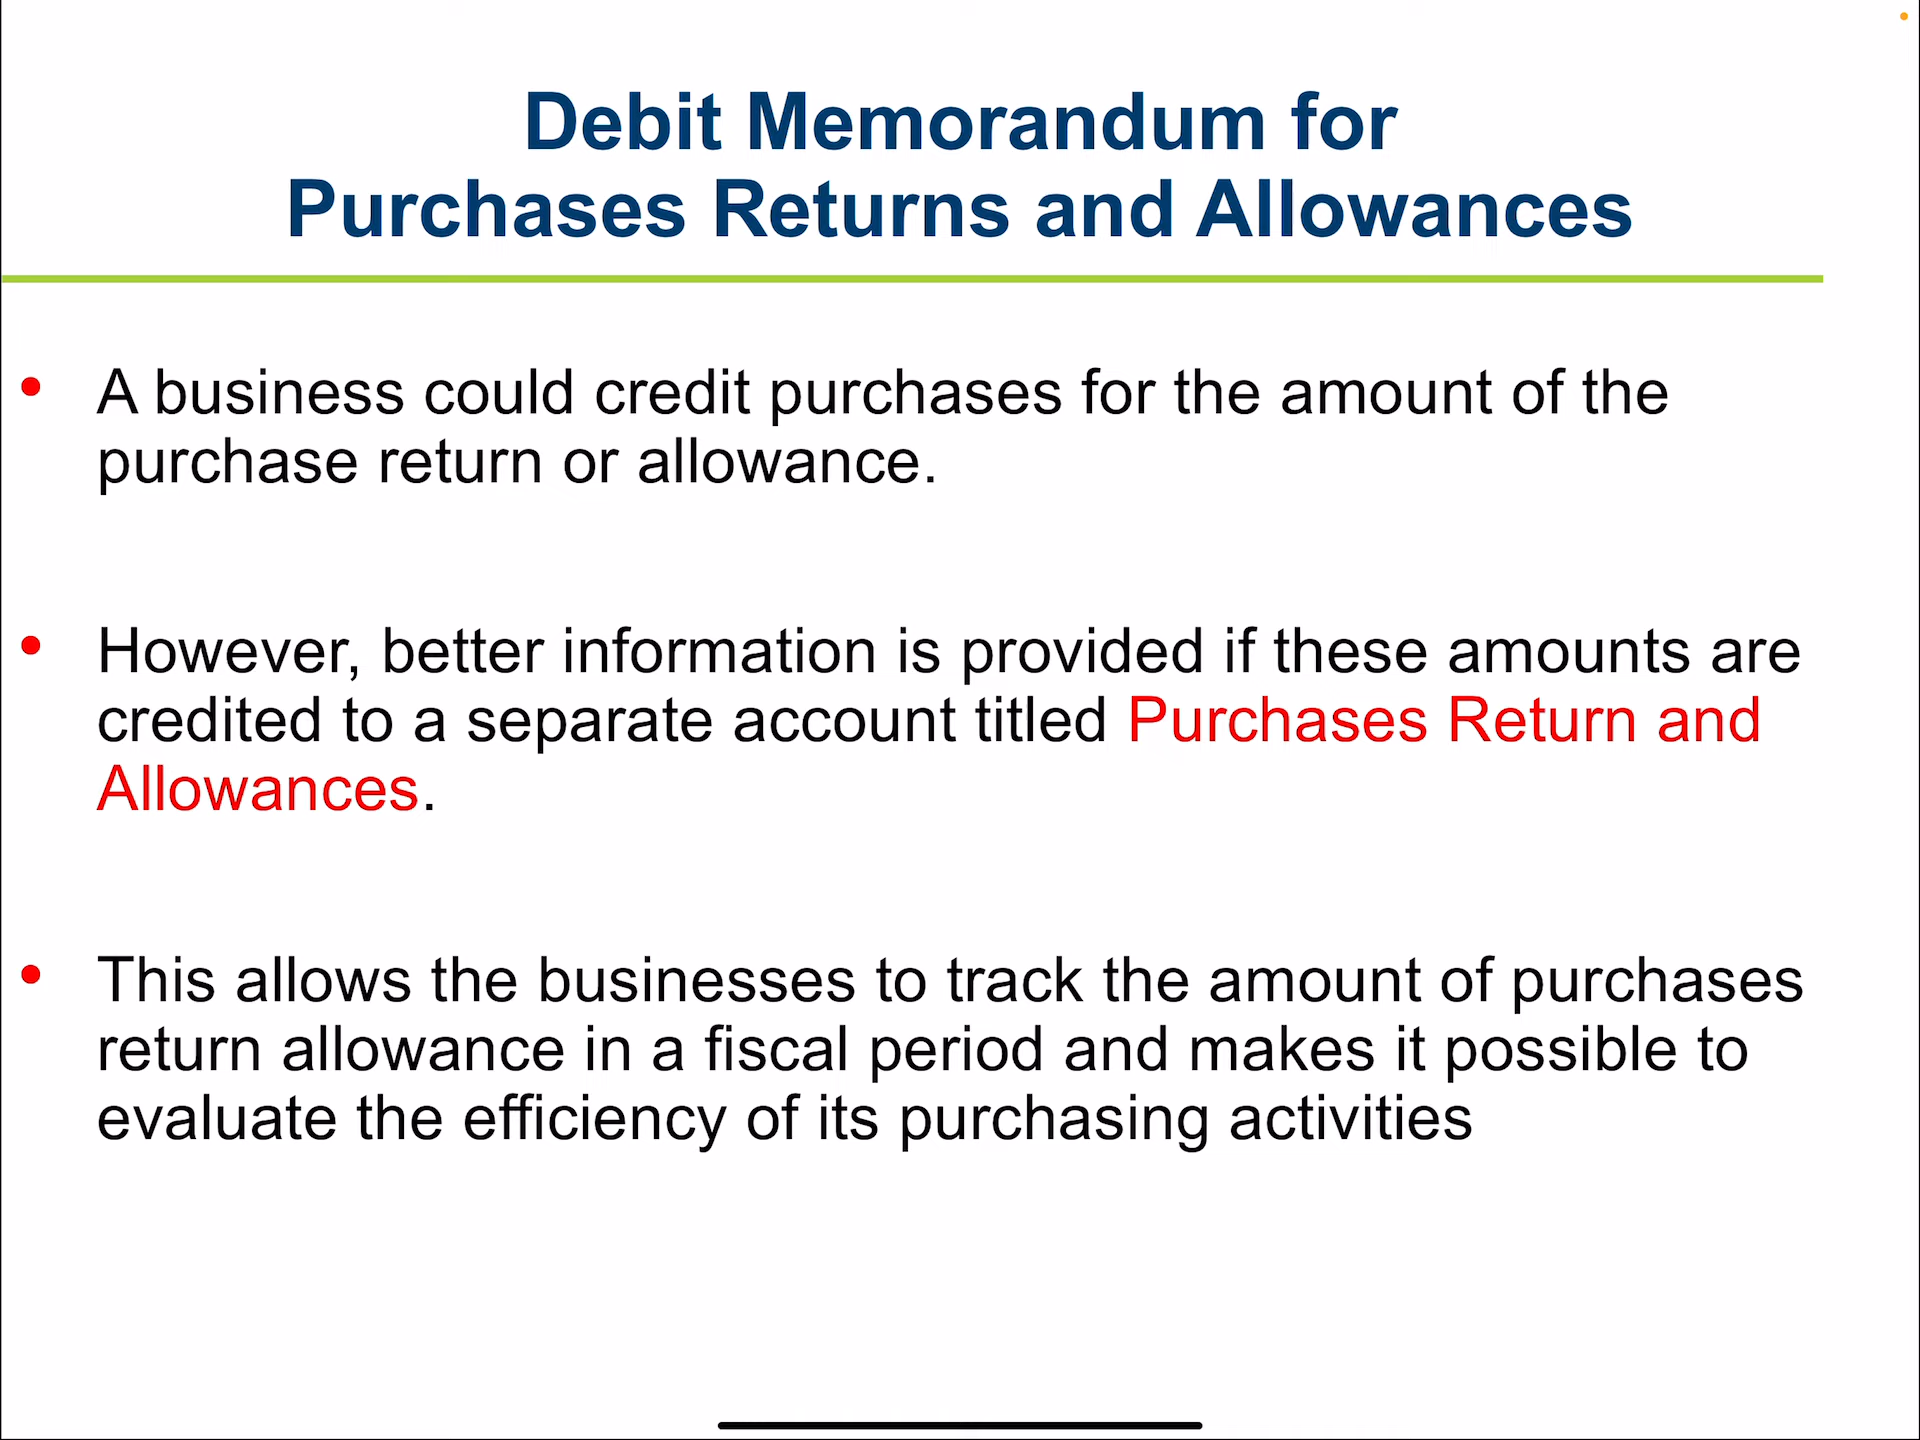 Debit Memorandum for
Purchases Returns and Allowances
• A business could credit purchases for the amount of the
purchase return or allowance.
• However, better information is provided if these amounts are
credited to a separate account titled Purchases Return and
Allowances.
• This allows the businesses to track the amount of purchases
return allowance in a fiscal period and makes it possible to
evaluate the efficiency of its purchasing activities